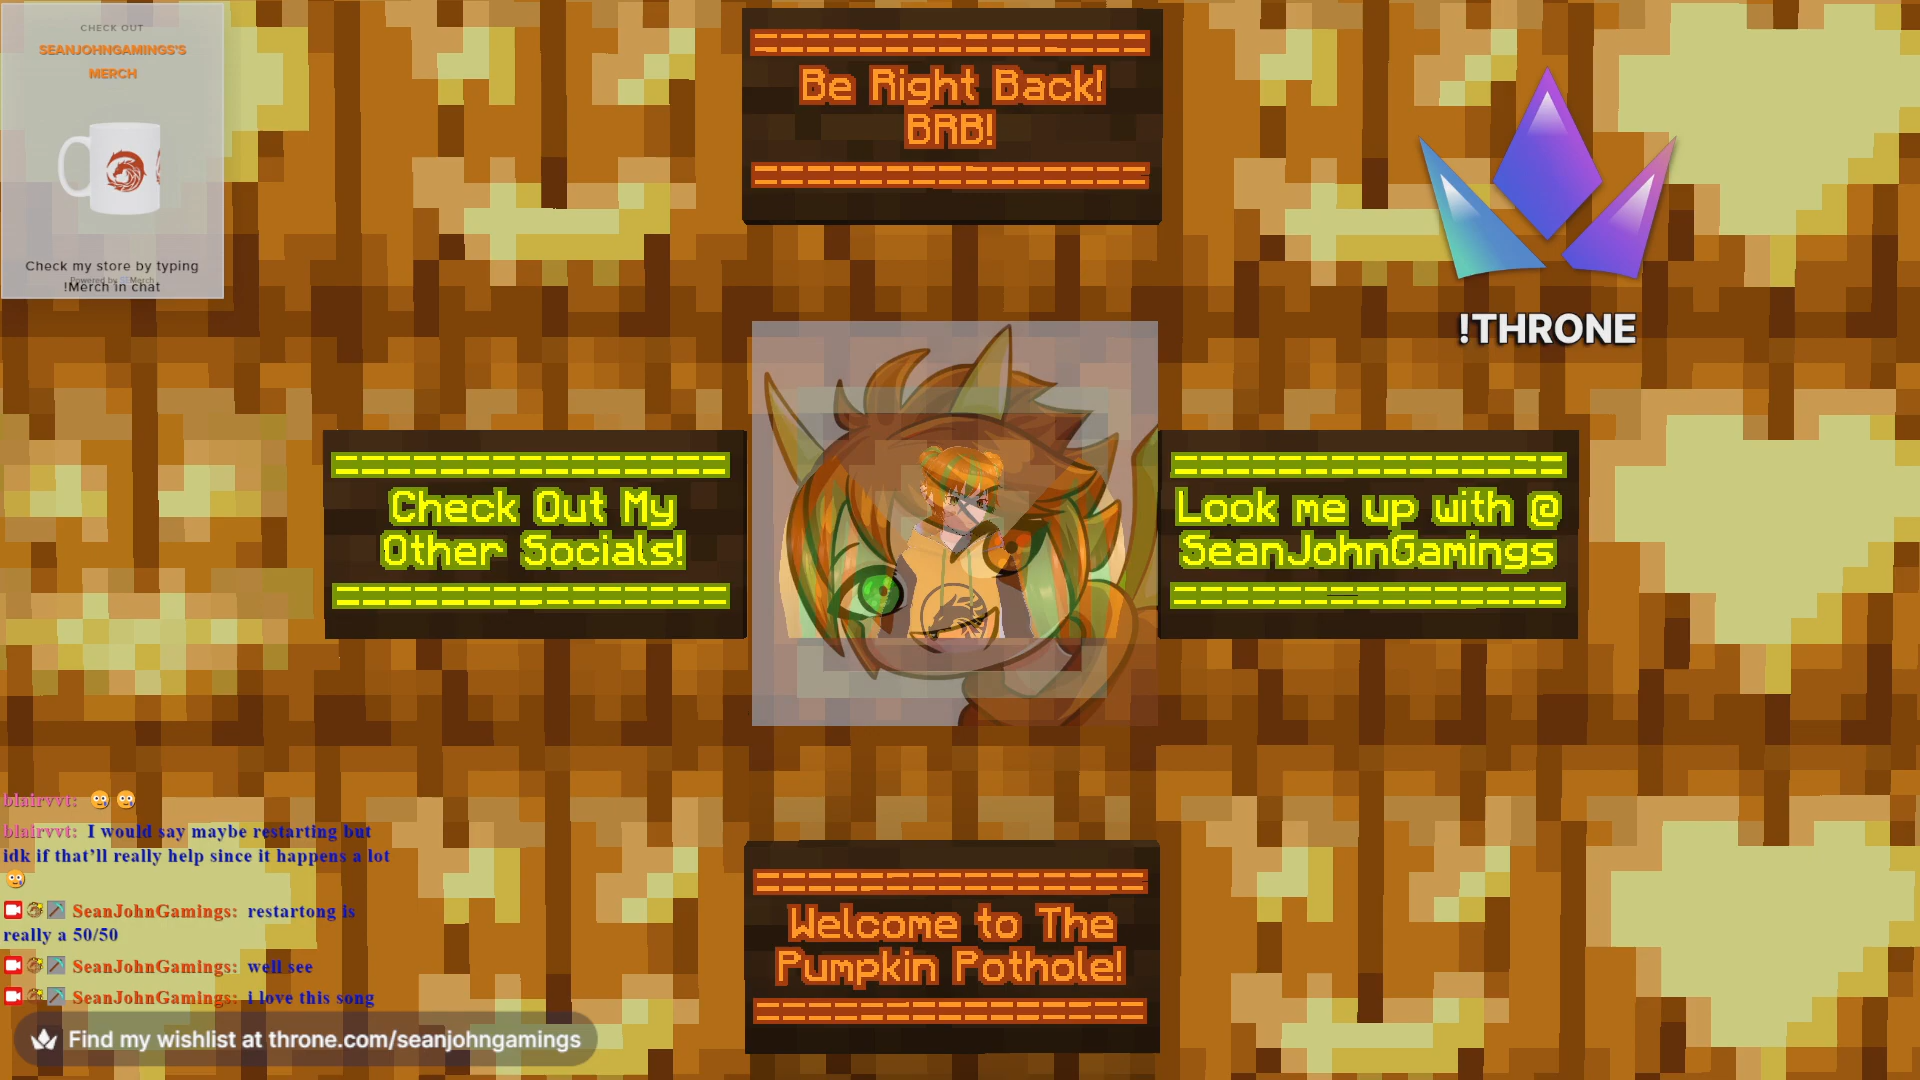 CHECK OUT
SEANJOHNGAMINGS'S
MERCH
Check my store by typing
Powered by Merch
!Merch in chat
================
Be Right Back!
BRB!
================
!THRONE
================
Check Out My
Other Socials!
================
================
Look me up with @
SeanJohnGamings
================
blairvvt:
blairvvt: I would say maybe restarting but
idk if that'll really help since it happens a lot
SeanJohnGamings: restartong is
really a 50/50
SeanJohnGamings: well see
SeanJohnGamings: i love this song
Find my wishlist at throne.com/seanjohngamings
================
Welcome to The
Pumpkin Pothole!
================